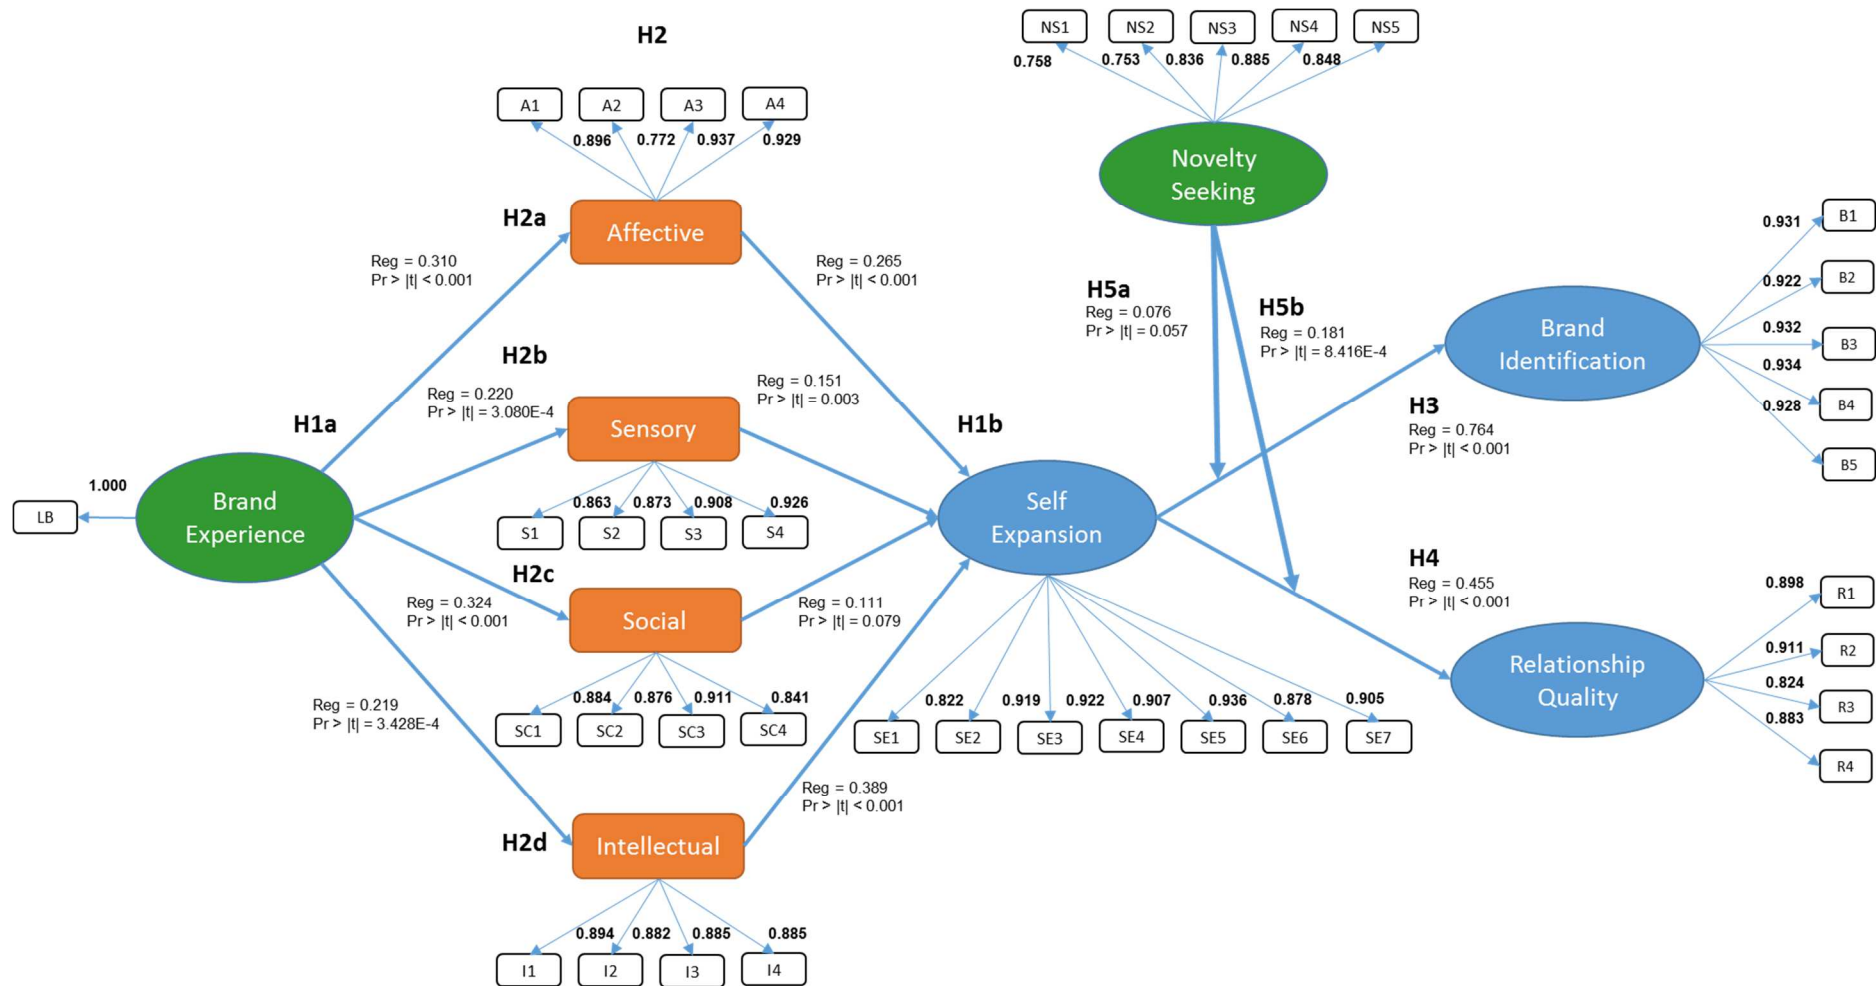 H2
NS1
NS2
NS3
NS4
NS5
0.758
0.753
0.836
0.885
0.848
A1
A2
A3
A4
0.896
0.772
0.937
0.929
Novelty
Seeking
H2a
Affective
Reg = 0.310
Pr > |t| < 0.001
Reg = 0.265
Pr > |t| < 0.001
H5a
Reg = 0.076
Pr > |t| = 0.057
H5b
Reg = 0.181
Pr > |t| = 8.416E-4
Brand
Identification
0.931
B1
0.922
B2
0.932
B3
0.934
B4
0.928
B5
H2b
Reg = 0.220
Pr > |t| = 3.080E-4
Reg = 0.151
Pr > |t| = 0.003
H1a
Sensory
H1b
H3
Reg = 0.764
Pr > |t| < 0.001
1.000
LB
Brand
Experience
0.863
0.873
0.908
0.926
S1
S2
S3
S4
Self
Expansion
H2c
Reg = 0.324
Pr > |t| < 0.001
Social
Reg = 0.111
Pr > |t| = 0.079
H4
Reg = 0.455
Pr > |t| < 0.001
0.884
0.876
0.911
0.841
SC1
SC2
SC3
SC4
0.822
0.919
0.922
0.907
0.936
0.878
0.905
SE1
SE2
SE3
SE4
SE5
SE6
SE7
Relationship
Quality
0.898
R1
0.911
R2
0.824
R3
0.883
R4
Reg = 0.219
Pr > |t| = 3.428E-4
Reg = 0.389
Pr > |t| < 0.001
H2d
Intellectual
0.894
0.882
0.885
0.885
I1
I2
I3
I4